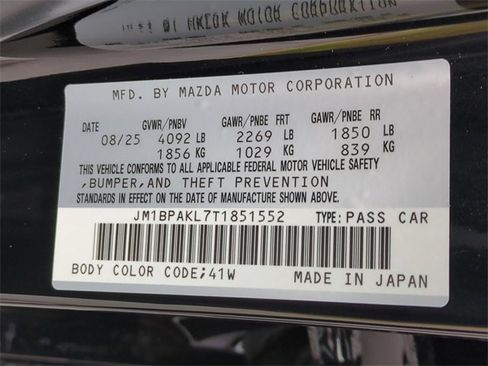 MFD. BY MAZDA MOTOR CORPORATION
DATE GVWR/PNBV GAWR/PNBE FRT GAWR/PNBE RR
08/25 4092 LB 2269 LB 1850 LB
1856 KG 1029 KG 839 KG
THIS VEHICLE CONFORMS TO ALL APPLICABLE FEDERAL MOTOR VEHICLE SAFETY
,BUMPER,AND THEFT PREVENTION
STANDARDS IN EFFECT ON THE DATE OF MANUFACTURE SHOWN ABOVE.
JM1BPAKL7T1851552 TYPE:PASS CAR
BODY COLOR CODE;41W MADE IN JAPAN